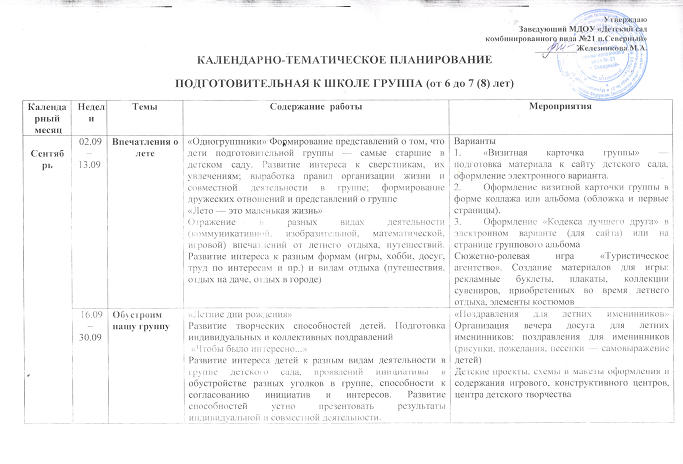 Утверждаю
Заведующий МДОУ «Детский сад
комбинированного вида №21 п.Северный»
Железникова М.А.
КАЛЕНДАРНО-ТЕМАТИЧЕСКОЕ ПЛАНИРОВАНИЕ
ПОДГОТОВИТЕЛЬНАЯ К ШКОЛЕ ГРУППА (от 6 до 7 (8) лет)
Календа
рный
месяц
Недел
и
Темы
Содержание работы
Мероприятия
Сентяб
рь
02.09
–
13.09
Впечатления о
лете
«Одногруппники» Формирование представлений о том, что
дети подготовительной группы — самые старшие в
детском саду. Развитие интереса к сверстникам, их
увлечениям; выработка правил организации жизни и
совместной деятельности в группе; формирование
дружеских отношений и представлений о группе
«Лето — это маленькая жизнь»
Отражение в разных видах деятельности
(коммуникативной, изобразительной, математической,
игровой) впечатлений от летнего отдыха, путешествий.
Развитие интереса к разным формам (игры, хобби, досуг,
труд по интересам и пр.) и видам отдыха (путешествия,
отдых на даче, отдых в городе)
Варианты
1. «Визитная карточка группы» —
подготовка материала к сайту детского сада,
оформление электронного варианта.
2. Оформление визитной карточки группы в
форме коллажа или альбома (обложка и первые
страницы).
3. Оформление «Кодекса лучшего друга» в
электронном варианте (для сайта) или на
странице группового альбома
Сюжетно-ролевая игра «Туристическое
агентство». Создание материалов для игры:
рекламные буклеты, плакаты, коллекции
сувениров, приобретенных во время летнего
отдыха, элементы костюмов
16.09
–
30.09
Обустроим
нашу группу
«Летние дни рождения»
Развитие творческих способностей детей. Подготовка
индивидуальных и коллективных поздравлений
«Чтобы было интересно...»
Развитие интереса детей к разным видам деятельности в
группе детского сада, проявлений инициативы в
обустройстве разных уголков в группе, способности к
согласованию инициатив и интересов. Развитие
способностей устно презентовать результаты
индивидуальной и совместной деятельности.
«Поздравления для летних именинников»
Организация вечера досуга для летних
именинников: поздравления для именинников
(рисунки, пожелания, песенки — самовыражение
детей)
Детские проекты, схемы и макеты оформления и
содержания игрового, конструктивного центров,
центра детского творчества